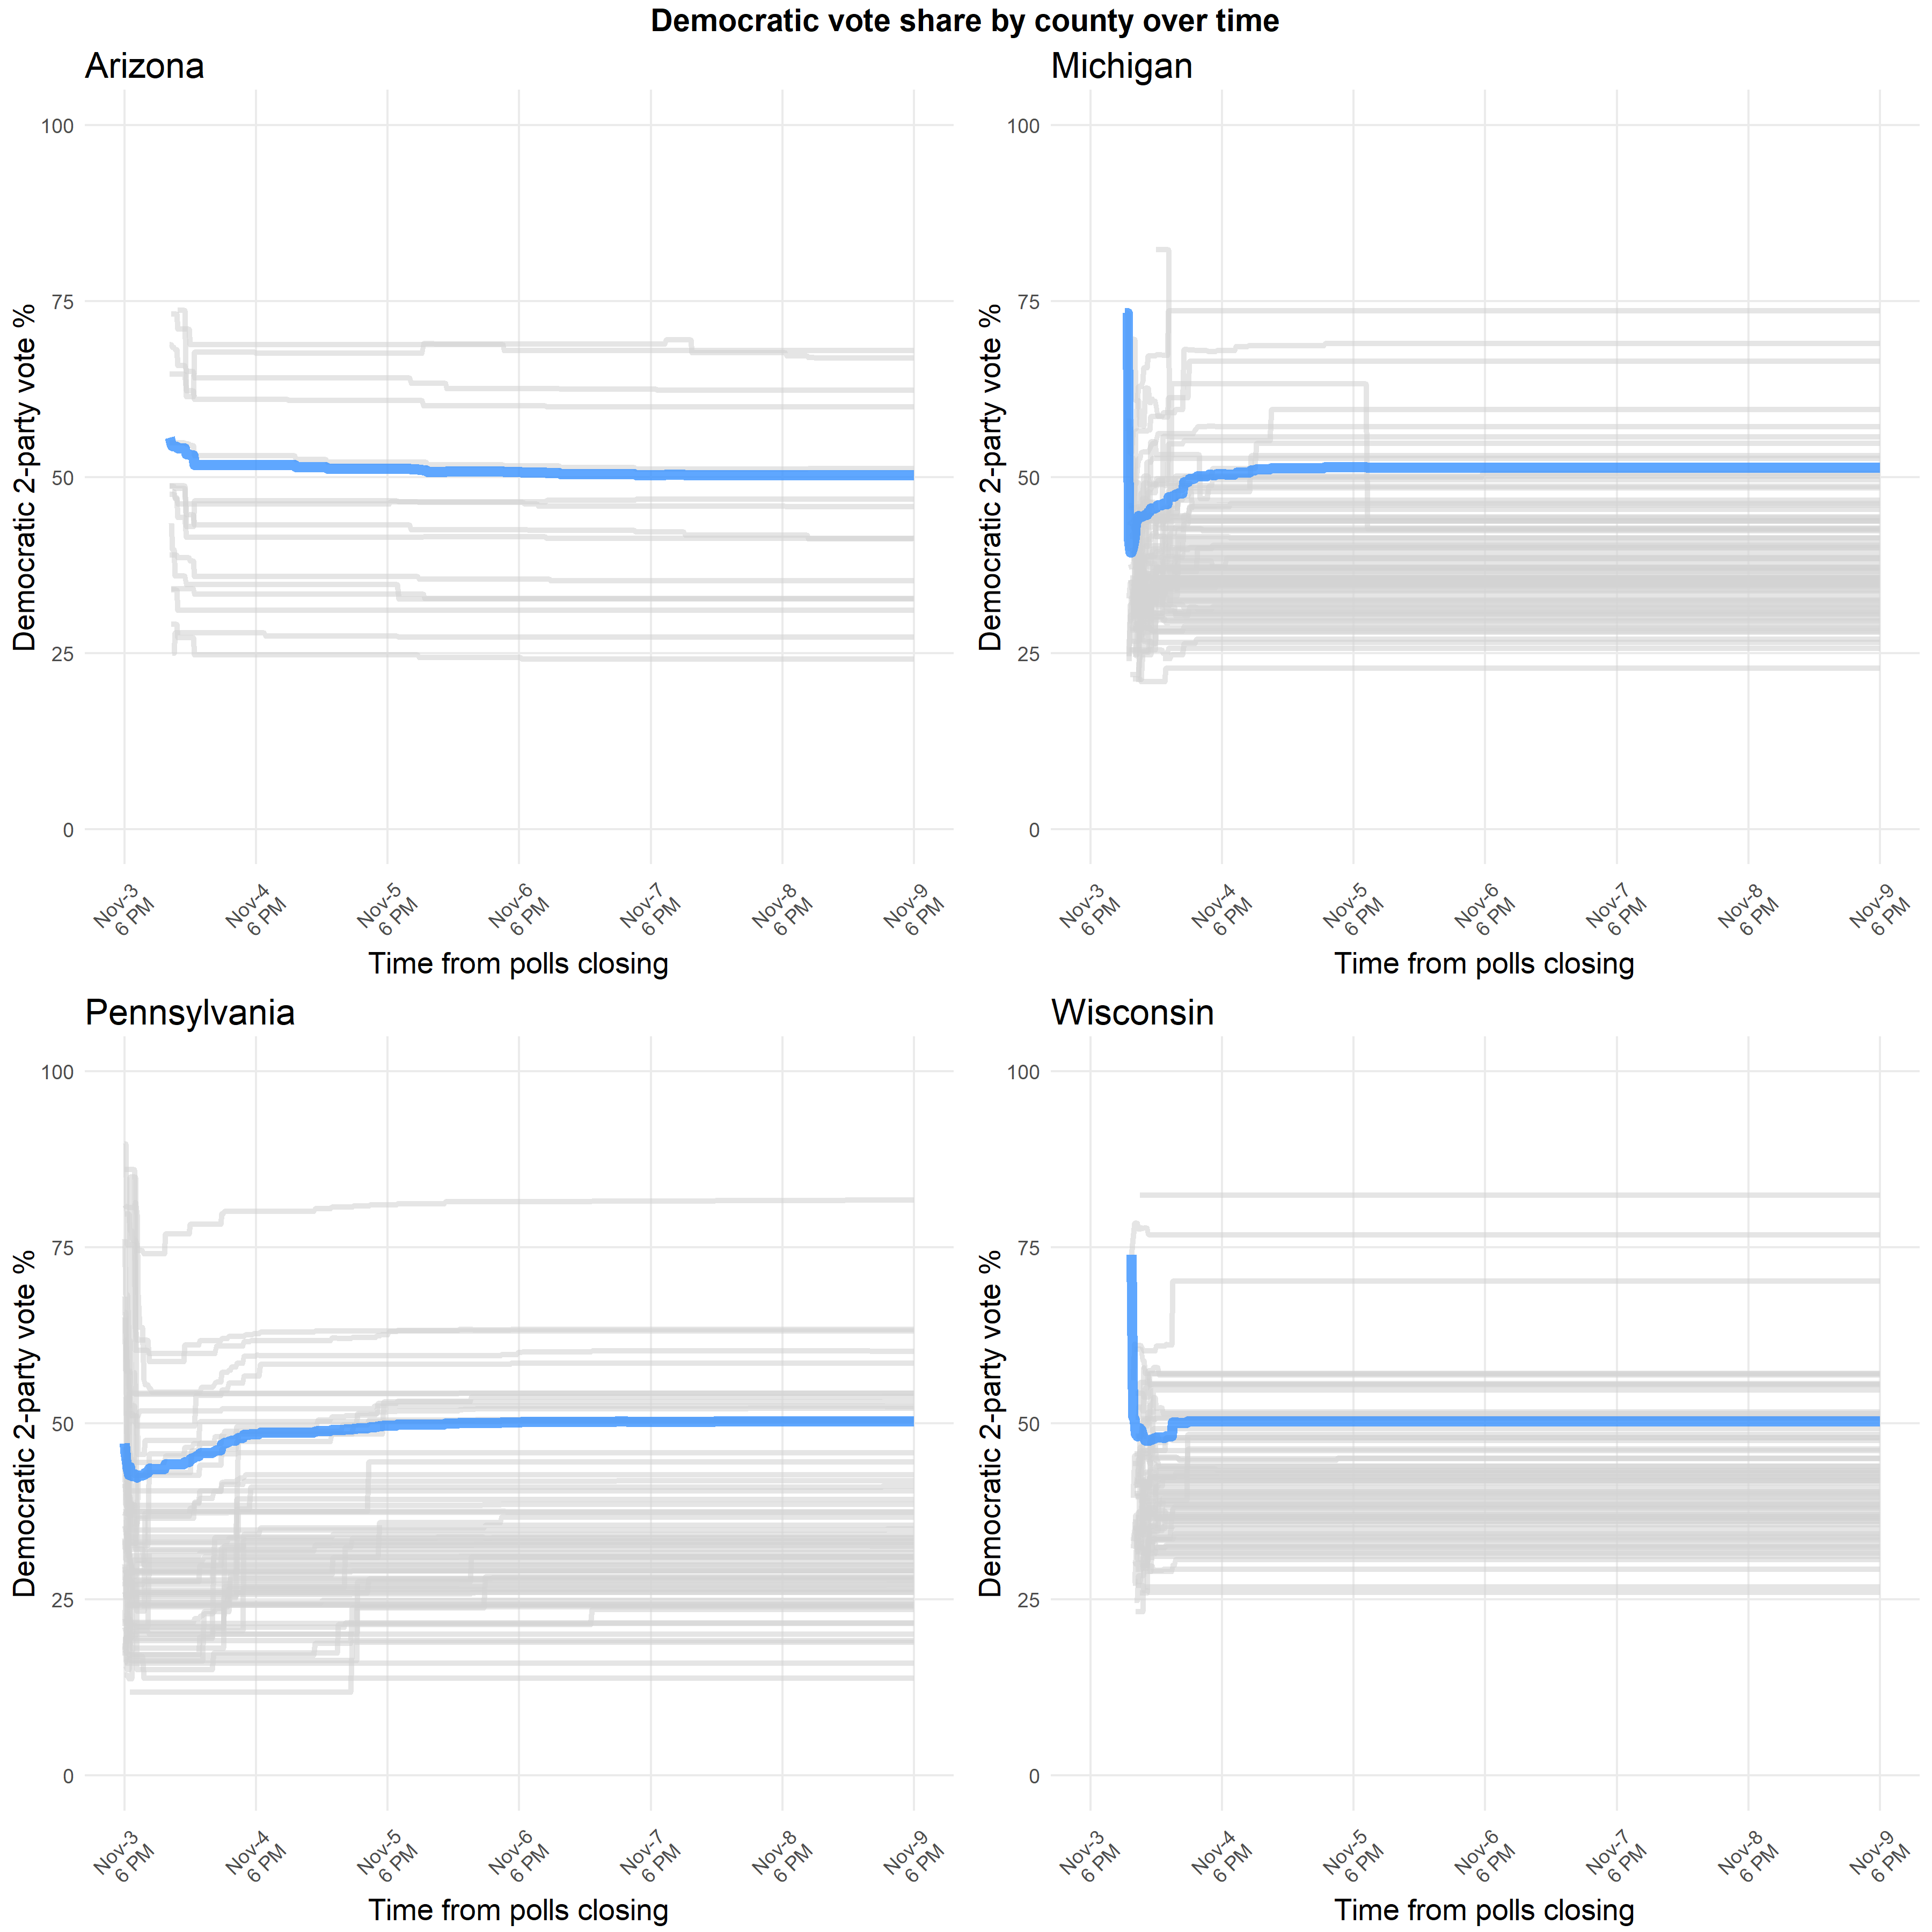 Democratic vote share by county over time
Arizona
Democratic 2-party vote %
100
75
50
25
0
Nov-3
6 PM
Nov-4
6 PM
Nov-5
6 PM
Nov-6
6 PM
Nov-7
6 PM
Nov-8
6 PM
Nov-9
6 PM
Time from polls closing
Michigan
Democratic 2-party vote %
100
75
50
25
0
Nov-3
6 PM
Nov-4
6 PM
Nov-5
6 PM
Nov-6
6 PM
Nov-7
6 PM
Nov-8
6 PM
Nov-9
6 PM
Time from polls closing
Pennsylvania
Democratic 2-party vote %
100
75
50
25
0
Nov-3
6 PM
Nov-4
6 PM
Nov-5
6 PM
Nov-6
6 PM
Nov-7
6 PM
Nov-8
6 PM
Nov-9
6 PM
Time from polls closing
Wisconsin
Democratic 2-party vote %
100
75
50
25
0
Nov-3
6 PM
Nov-4
6 PM
Nov-5
6 PM
Nov-6
6 PM
Nov-7
6 PM
Nov-8
6 PM
Nov-9
6 PM
Time from polls closing